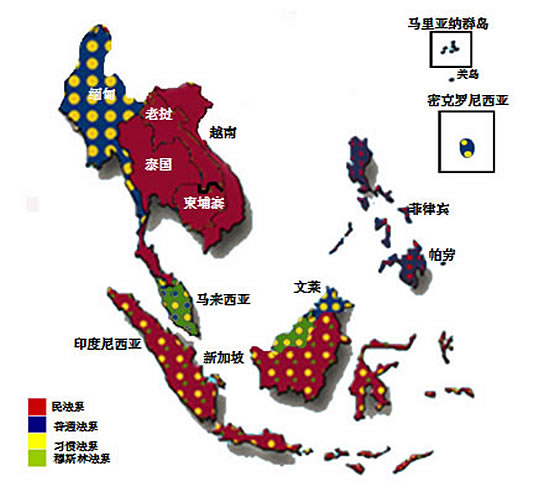 马里亚纳群岛
关岛
密克罗尼西亚
缅甸
老挝
越南
泰国
柬埔寨
菲律宾
帕劳
马来西亚
文莱
印度尼西亚
新加坡
民法系
普通法系
习惯法系
穆斯林法系